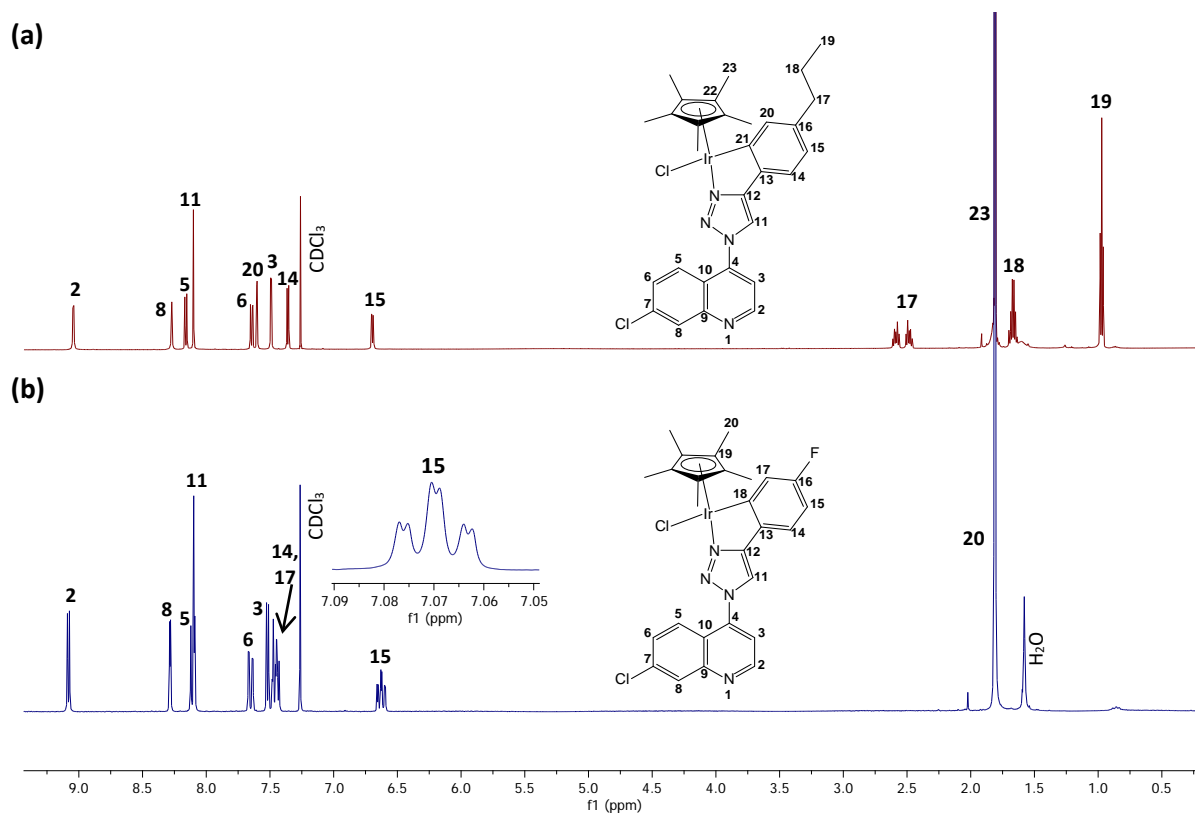 (a)
19
18
23
22
17
20
16
21
15
Ir
Cl
13
14
12
N
11
N
N
N
5
4
10
3
6
7
9
2
Cl
8
N
1
2
8
5
11
6
20
3
14
CDCl3
15
17
23
18
19
(b)
20
19
17
F
16
18
15
Ir
Cl
13
14
12
N
11
N
N
5
4
10
3
6
7
9
2
Cl
8
N
1
2
8
5
11
6
3
14,
17
CDCl3
15
7.09 7.08 7.07 7.06 7.05
f1 (ppm)
15
20
H2O
9.0 8.5 8.0 7.5 7.0 6.5 6.0 5.5 5.0 4.5 4.0 3.5 3.0 2.5 2.0 1.5 1.0 0.5
f1 (ppm)